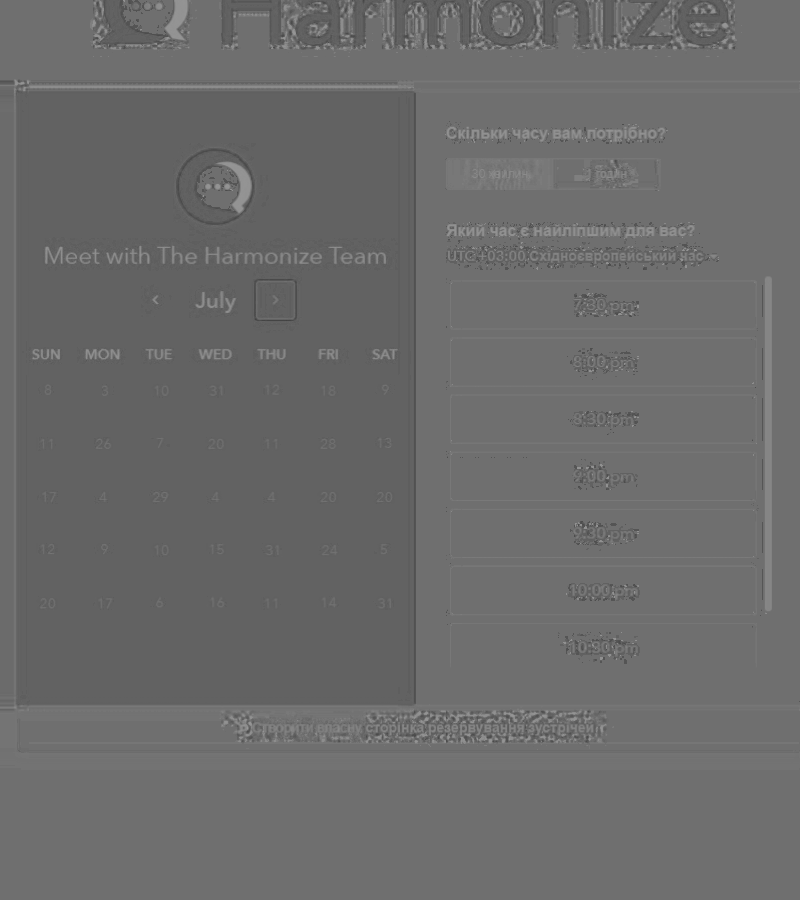 Harmonize
Meet with The Harmonize Team
July
SUN MON TUE WED THU FRI SAT
8 3 10 31 12 18 9
11 26 7 20 11 28 13
17 4 29 4 4 20 20
12 9 10 15 31 24 5
20 17 6 16 11 14 31
Скільки часу вам потрібно?
30 хвилин
годин
Який час є найліпшим для вас?
UTC +03:00 Східноєвропейський час
7:30 pm
8:00 pm
8:30 pm
9:00 pm
9:30 pm
10:00 pm
10:30 pm
Створити власну сторінка резервування зустрічей